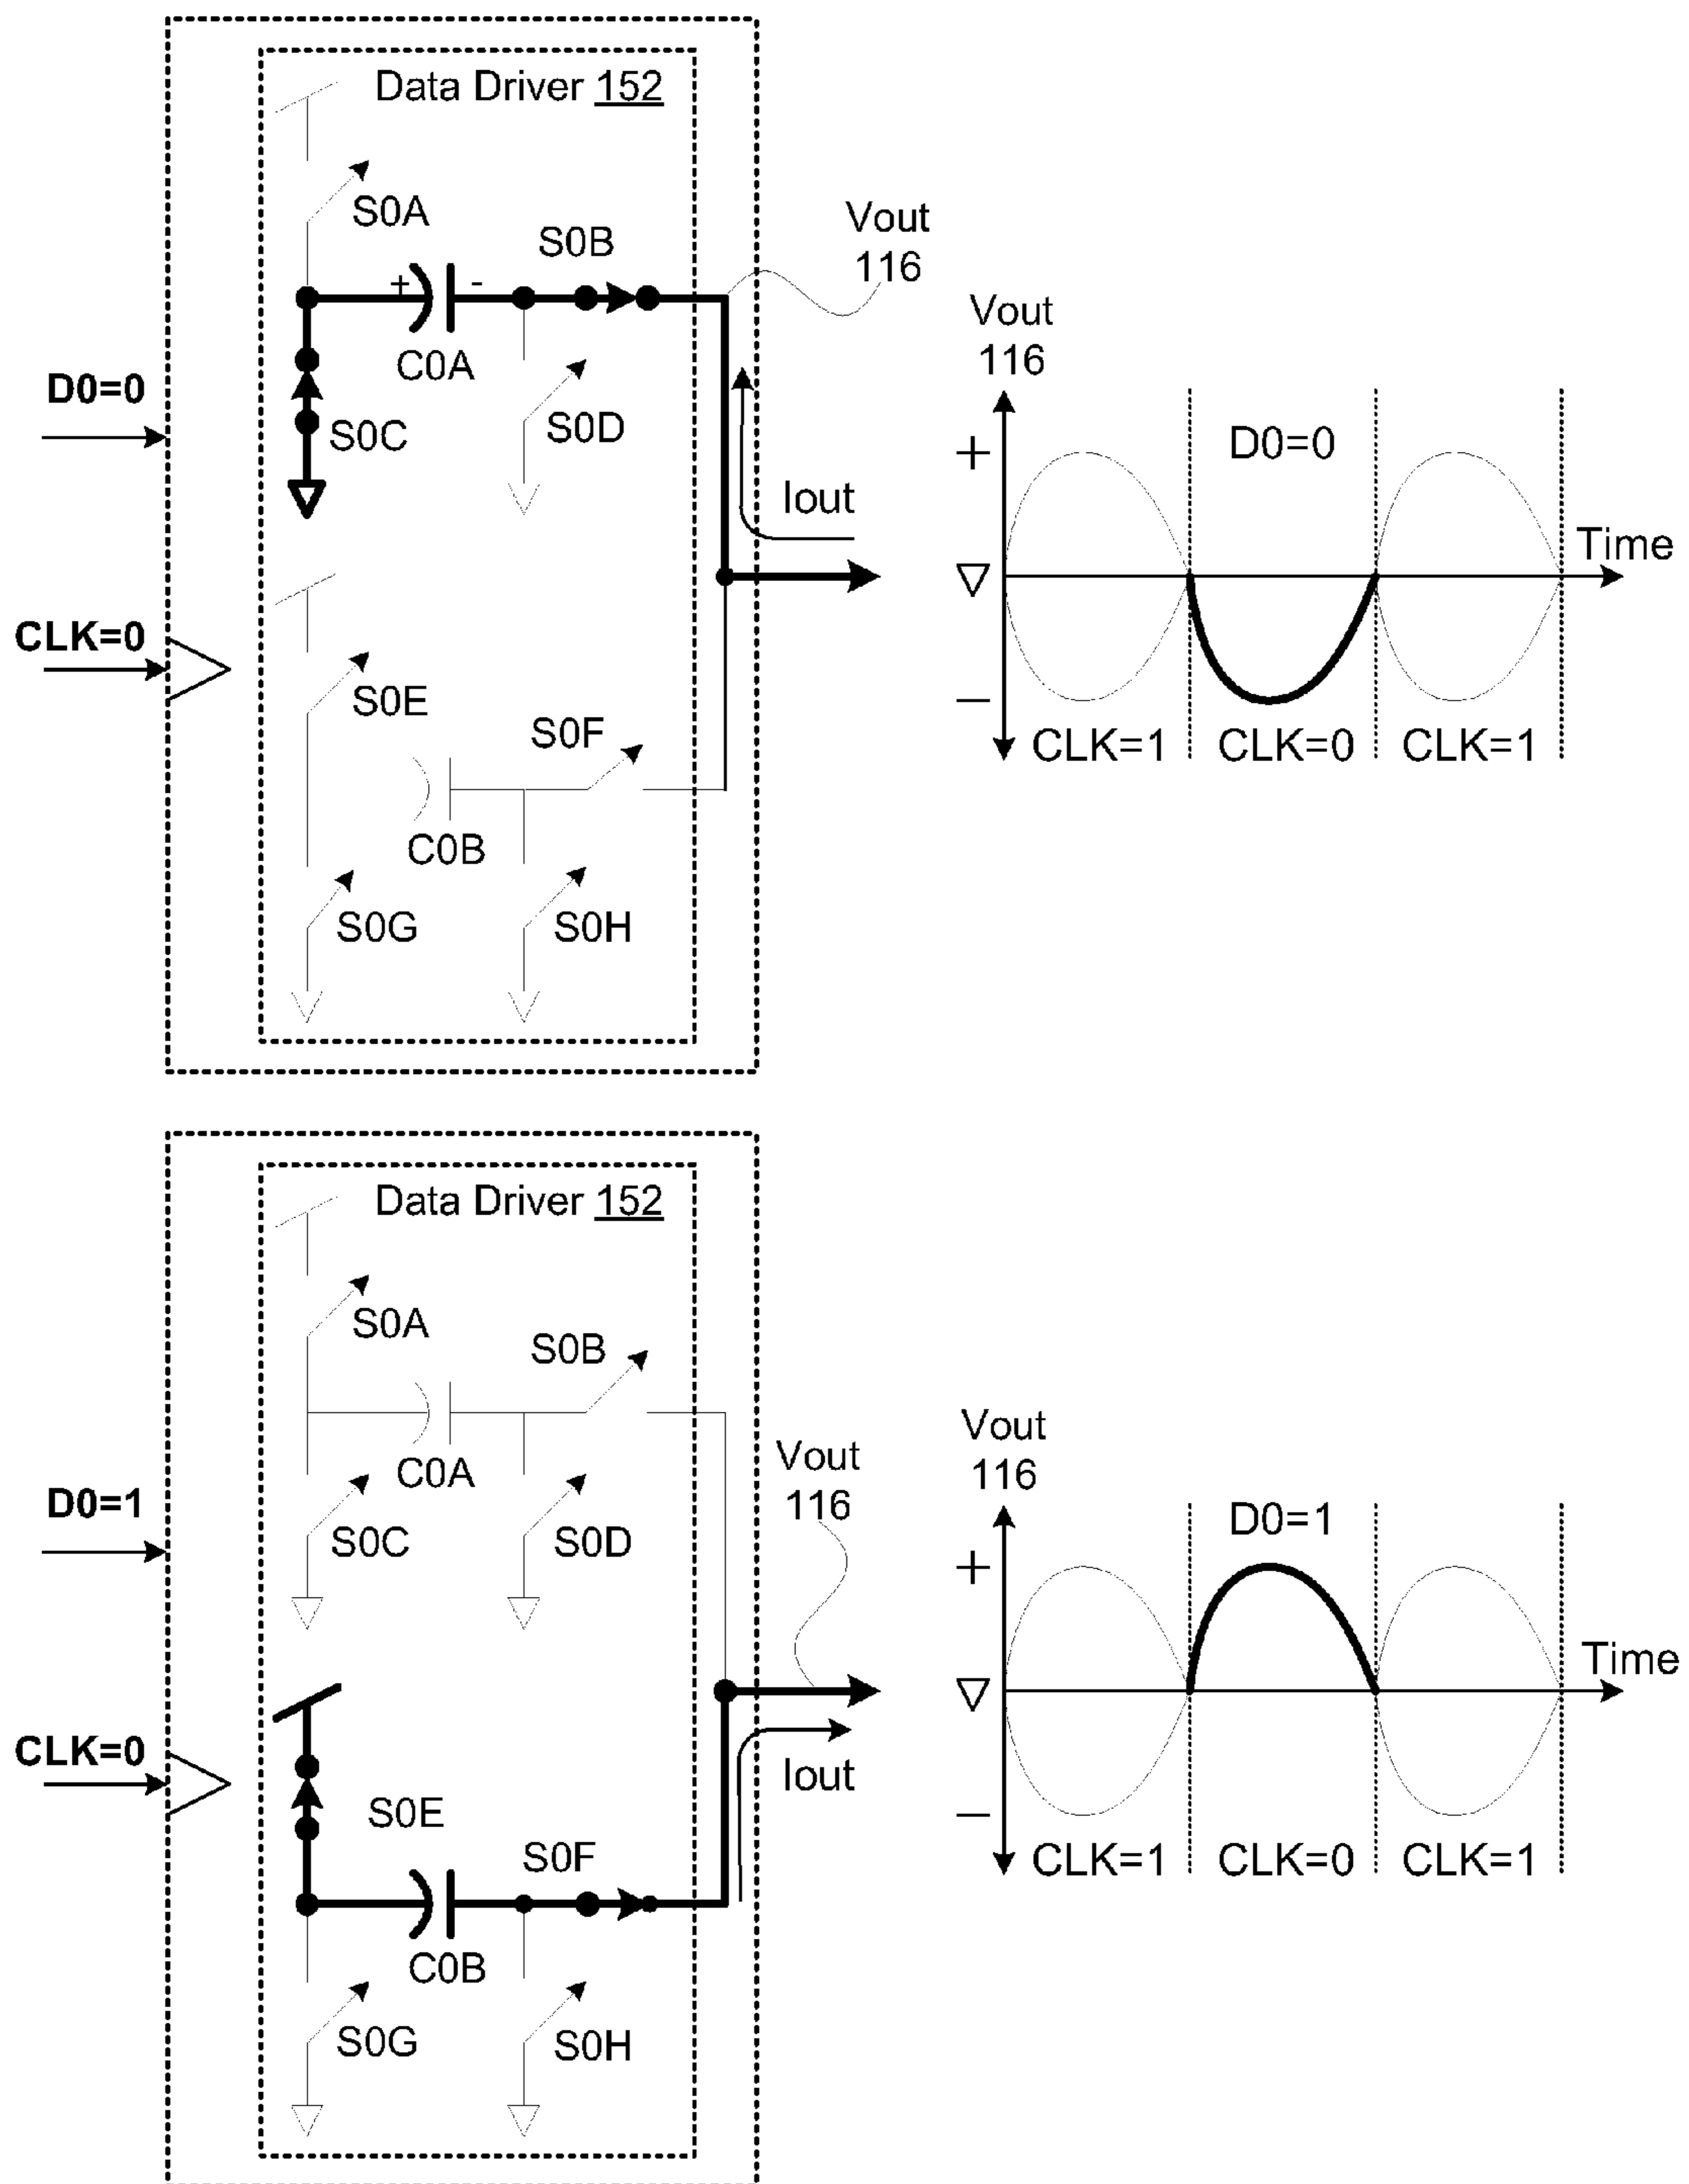 Data Driver 152
S0A
S0B
Vout
116
+ -
C0A
D0=0
S0C
S0D
Iout
CLK=0
S0E
S0F
C0B
S0G
S0H
Vout
116
+
D0=0
Time
−
CLK=1
CLK=0
CLK=1
Data Driver 152
S0A
S0B
C0A
D0=1
S0C
S0D
Vout
116
CLK=0
S0E
Iout
S0F
C0B
S0G
S0H
Vout
116
D0=1
+
Time
−
CLK=1
CLK=0
CLK=1